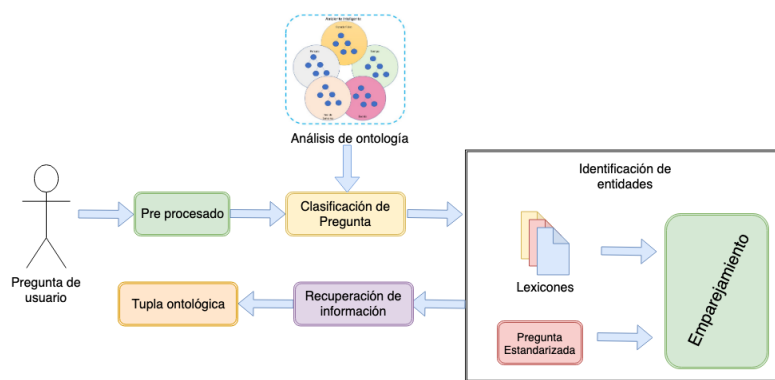 Análisis de ontología
Identificación de
entidades
Pre procesado
Clasificación de
Pregunta
Lexicones
Emparejamiento
Pregunta de
usuario
Tupla ontológica
Recuperación de
información
Pregunta
Estandarizada